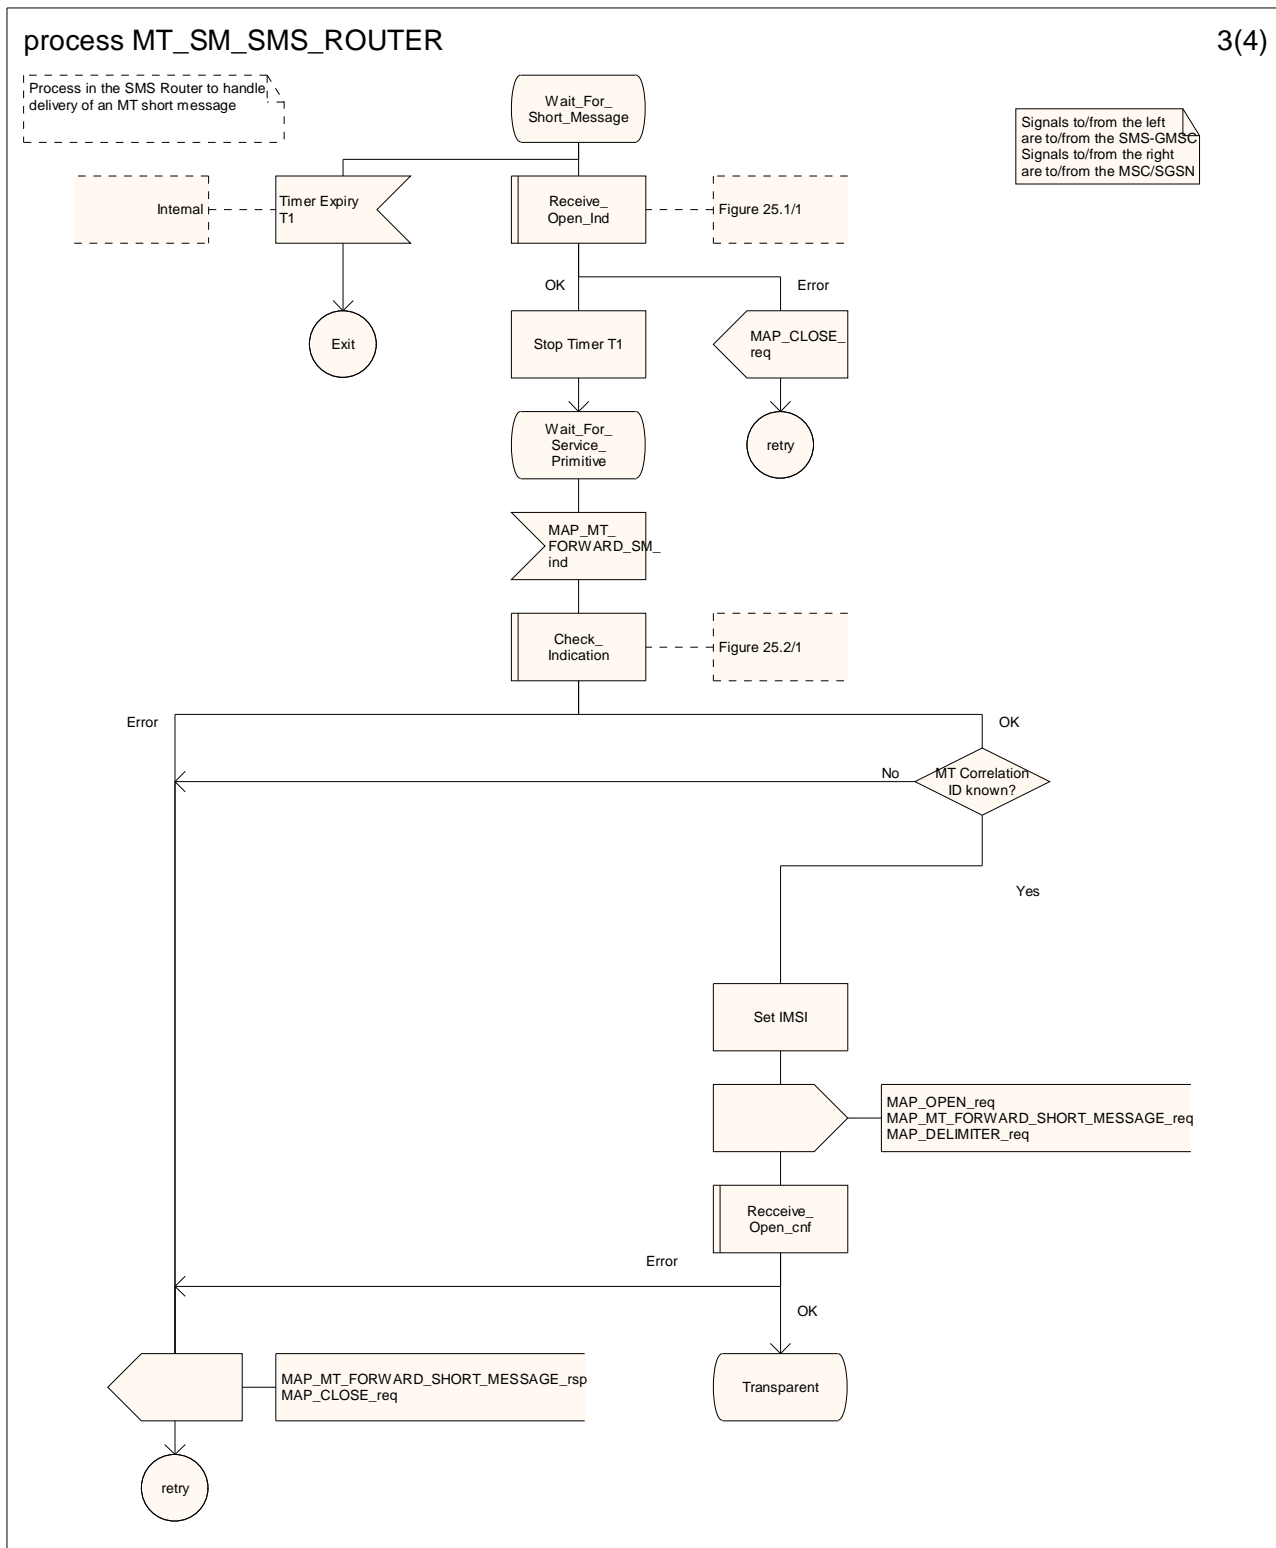 process MT_SM_SMS_ROUTER
3(4)
Process in the SMS Router to handle
delivery of an MT short message
Wait_For_
Short_Message
Signals to/from the left
are to/from the SMS-GMSC
Signals to/from the right
are to/from the MSC/SGSN
Internal
Timer Expiry
T1
Receive_
Open_Ind
Figure 25.1/1
OK
Error
Exit
Stop Timer T1
MAP_CLOSE_
req
Wait_For_
Service_
Primitive
retry
MAP_MT_
FORWARD_SM_
ind
Check_
Indication
Figure 25.2/1
Error
OK
No
MT Correlation
ID known?
Yes
Set IMSI
MAP_OPEN_req
MAP_MT_FORWARD_SHORT_MESSAGE_req
MAP_DELIMITER_req
Recceive_
Open_cnf
Error
OK
MAP_MT_FORWARD_SHORT_MESSAGE_rsp
MAP_CLOSE_req
Transparent
retry